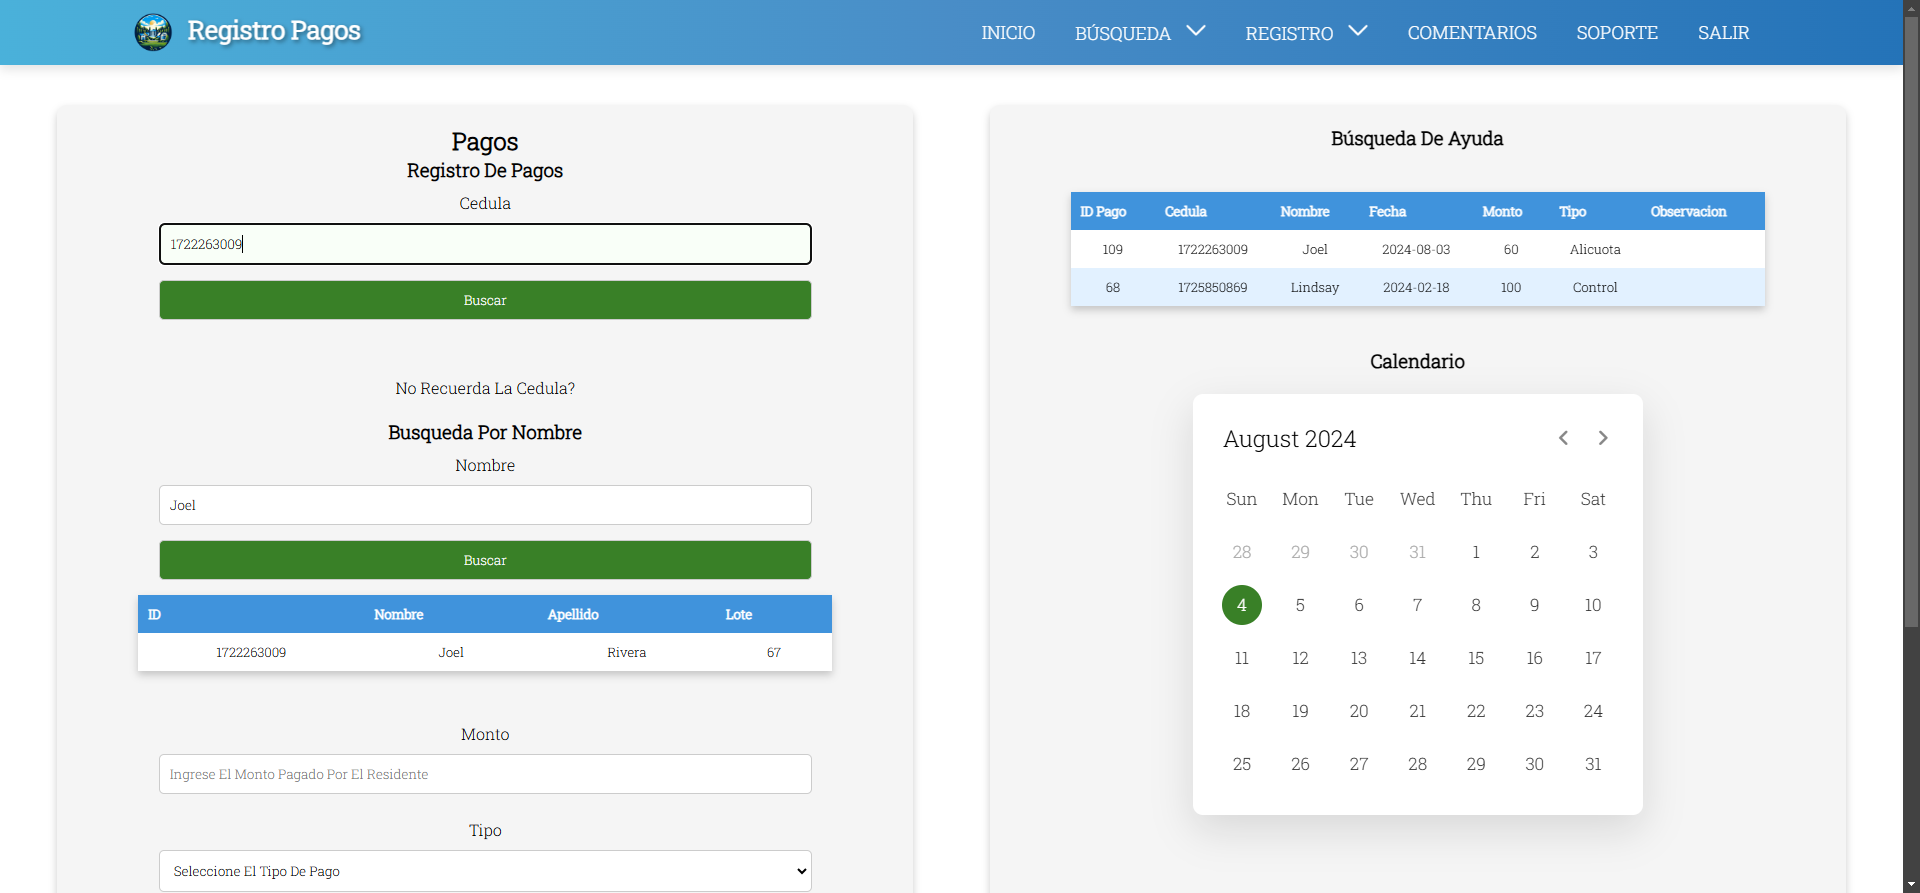 Registro Pagos
INICIO BÚSQUEDA REGISTRO COMENTARIOS SOPORTE SALIR
Pagos
Registro De Pagos
Cedula
1722263009
Buscar
No Recuerda La Cedula?
Busqueda Por Nombre
Nombre
Joel
Buscar
ID Nombre Apellido Lote
1722263009 Joel Rivera 67
Monto
Ingrese El Monto Pagado Por El Residente
Tipo
Seleccione El Tipo De Pago
Búsqueda De Ayuda
ID Pago Cedula Nombre Fecha Monto Tipo Observacion
109 1722263009 Joel 2024-08-03 60 Alicuota
68 1725850869 Lindsay 2024-02-18 100 Control
Calendario
August 2024
Sun Mon Tue Wed Thu Fri Sat
28 29 30 31 1 2 3
4 5 6 7 8 9 10
11 12 13 14 15 16 17
18 19 20 21 22 23 24
25 26 27 28 29 30 31